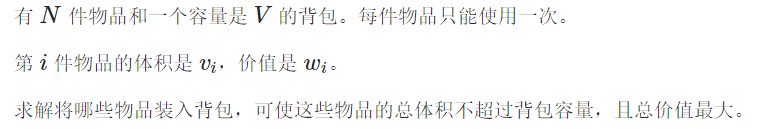 有 N 件物品和一个容量是 V 的背包。每件物品只能使用一次。
第 i 件物品的体积是 vᵢ，价值是 wᵢ。
求解将哪些物品装入背包，可使这些物品的总体积不超过背包容量，且总价值最大。